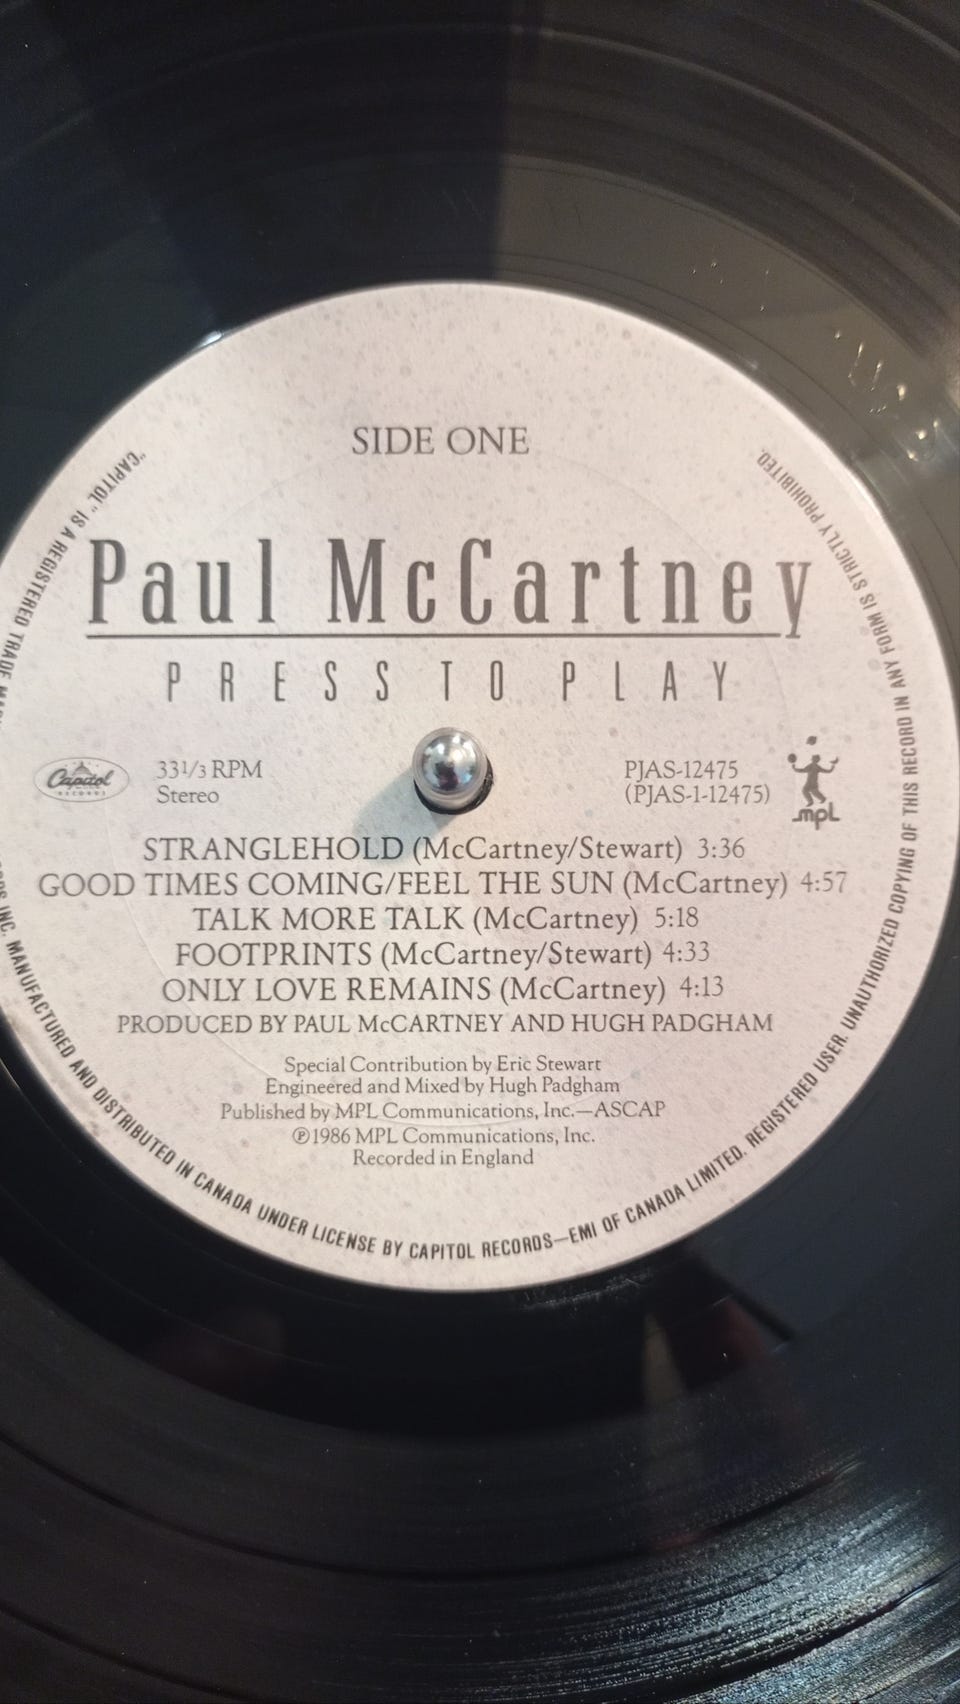 SIDE ONE
Paul McCartney
PRESS TO PLAY
Capitol
RECORDS
33 1/3 RPM
Stereo
PJAS-12475
(PJAS-1-12475)
mpl
STRANGLEHOLD (McCartney/Stewart) 3:36
GOOD TIMES COMING/FEEL THE SUN (McCartney) 4:57
TALK MORE TALK (McCartney) 5:18
FOOTPRINTS (McCartney/Stewart) 4:33
ONLY LOVE REMAINS (McCartney) 4:13
PRODUCED BY PAUL McCARTNEY AND HUGH PADGHAM
Special Contribution by Eric Stewart
Engineered and Mixed by Hugh Padgham
Published by MPL Communications, Inc.—ASCAP
℗1986 MPL Communications, Inc.
Recorded in England
"CAPITOL" IS A REGISTERED TRADE
INC. MANUFACTURED AND DISTRIBUTED IN CANADA UNDER LICENSE BY CAPITOL RECORDS—EMI OF CANADA LIMITED. REGISTERED USER. UNAUTHORIZED COPYING OF THIS RECORD IN ANY FORM IS STRICTLY PROHIBITED.